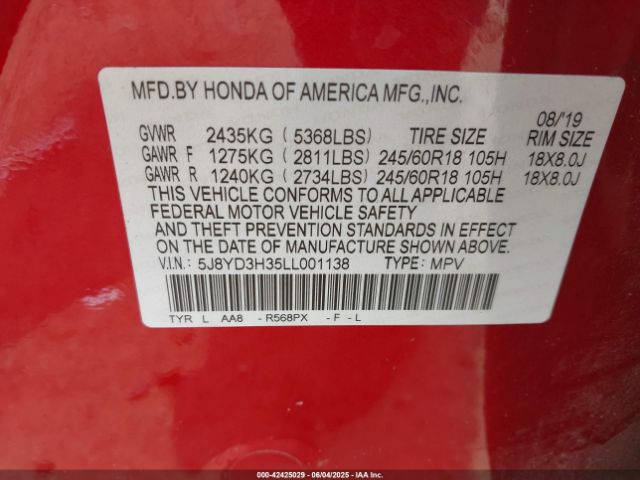 MFD.BY HONDA OF AMERICA MFG.,INC.
08/'19
GVWR 2435KG ( 5368LBS) TIRE SIZE RIM SIZE
GAWR F 1275KG ( 2811LBS) 245/60R18 105H 18X8.0J
GAWR R 1240KG ( 2734LBS) 245/60R18 105H 18X8.0J
THIS VEHICLE CONFORMS TO ALL APPLICABLE
FEDERAL MOTOR VEHICLE SAFETY
AND THEFT PREVENTION STANDARDS IN EFFECT
ON THE DATE OF MANUFACTURE SHOWN ABOVE.
V.I.N.: 5J8YD3H35LL001138 TYPE: MPV
TYR L AA8 -R568PX -F -L
000-42425029 - 06/04/2025 - IAAI.COM